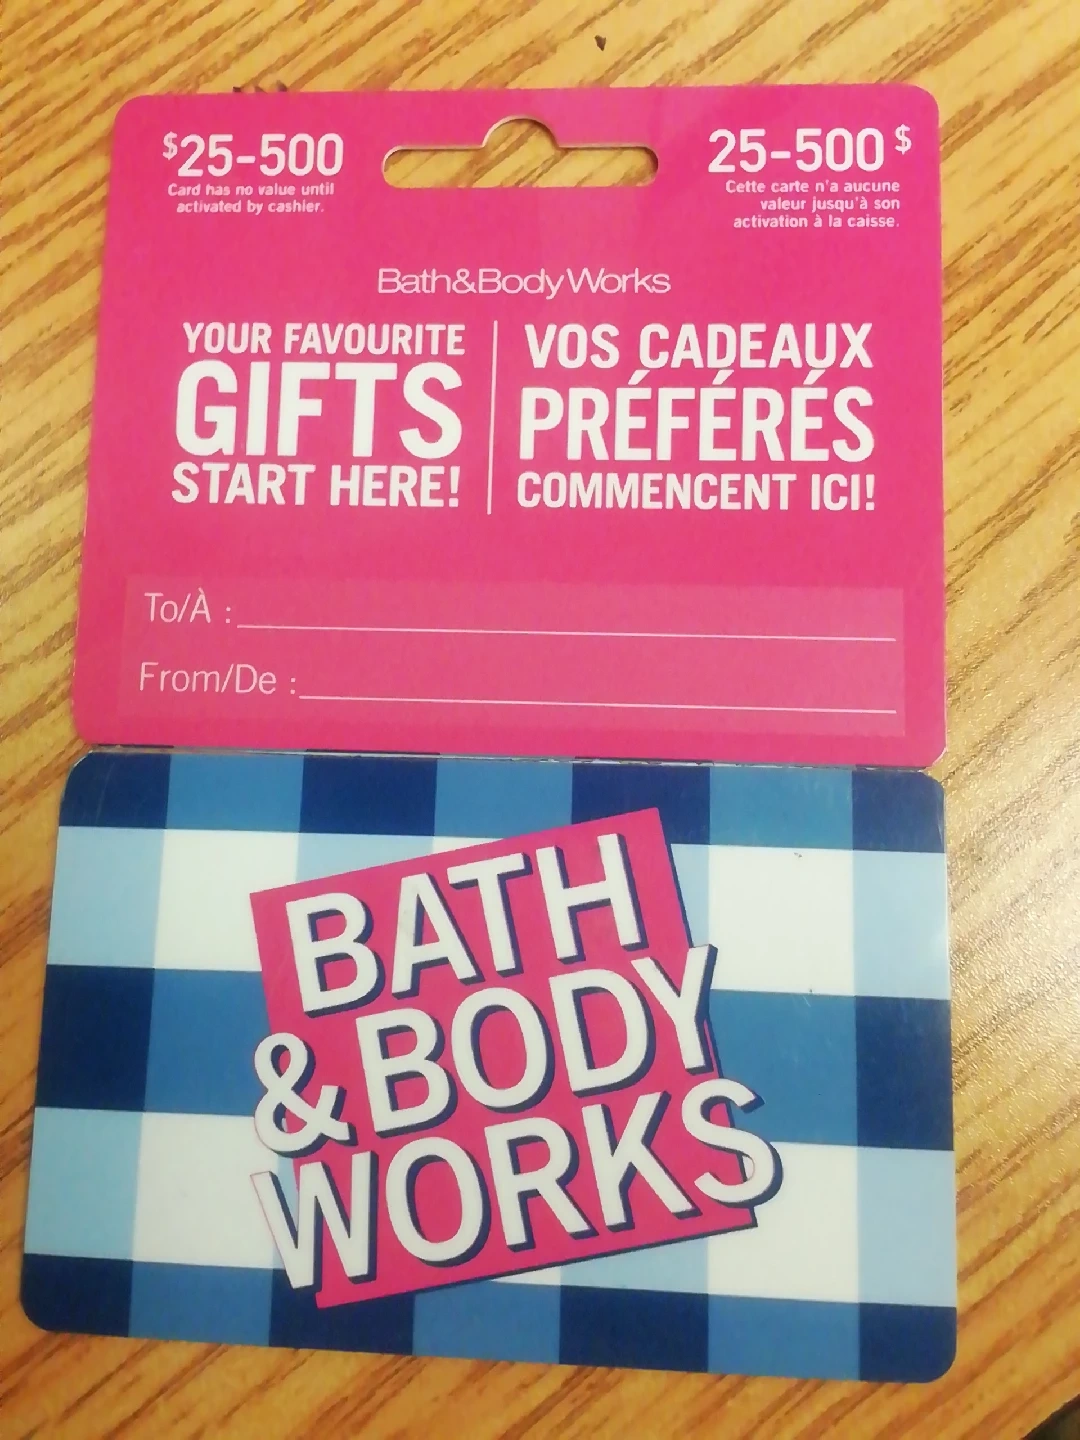 $25-500
Card has no value until
activated by cashier.
25-500 $
Cette carte n'a aucune
valeur jusqu'à son
activation à la caisse.
Bath&Body Works
YOUR FAVOURITE
GIFTS
START HERE!
VOS CADEAUX
PRÉFÉRÉS
COMMENCENT ICI!
To/À :
From/De :
BATH
& BODY
WORKS